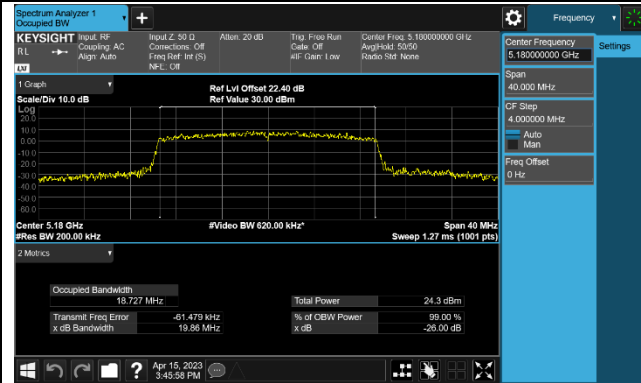 Spectrum Analyzer 1
Occupied BW
Frequency
KEYSIGHT
RL
Input: RF
Coupling: AC
Align: Auto
Input Z: 50 Ω
Corrections: Off
Freq Ref: Int (S)
NFE: Off
Atten: 20 dB
Trig: Free Run
Gate: Off
#IF Gain: Low
Center Freq: 5.180000000 GHz
Avg|Hold: 50/50
Radio Std: None
LXI
1 Graph
Scale/Div 10.0 dB
Ref Lvl Offset 22.40 dB
Ref Value 30.00 dBm
Log
20.0
10.0
0.00
-10.0
-20.0
-30.0
-40.0
-50.0
-60.0
Center 5.18 GHz
#Res BW 200.00 kHz
#Video BW 620.00 kHz*
Span 40 MHz
Sweep 1.27 ms (1001 pts)
2 Metrics
Occupied Bandwidth
18.727 MHz
Transmit Freq Error -61.479 kHz
x dB Bandwidth 19.86 MHz
Total Power 24.3 dBm
% of OBW Power 99.00 %
x dB -26.00 dB
Center Frequency
5.180000000 GHz
Settings
Span
40.000 MHz
CF Step
4.000000 MHz
Auto
Man
Freq Offset
0 Hz
Apr 15, 2023
3:45:58 PM